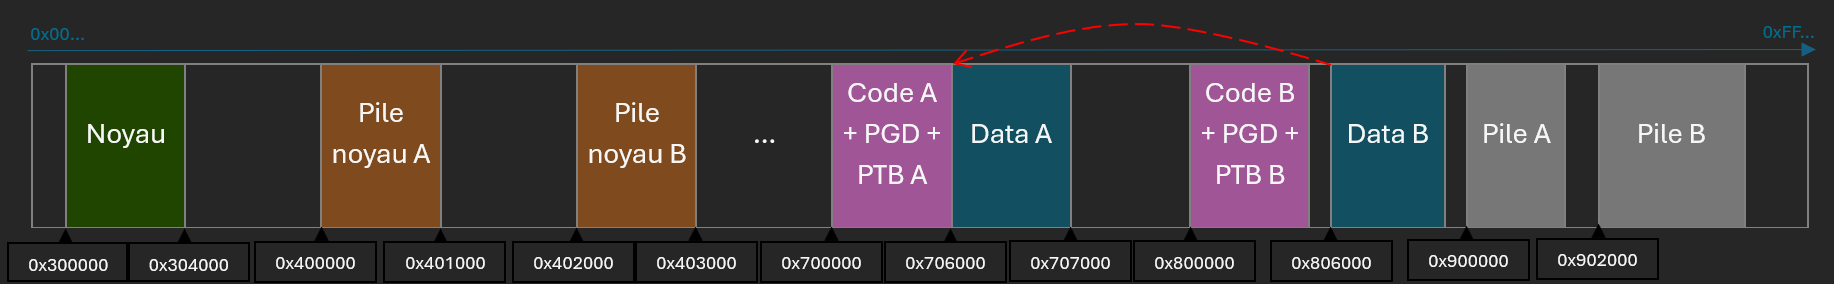 0x00...
0xFF...
Noyau
Pile
noyau A
Pile
noyau B
...
Code A
+ PGD +
PTB A
Data A
Code B
+ PGD +
PTB B
Data B
Pile A
Pile B
0x300000
0x304000
0x400000
0x401000
0x402000
0x403000
0x700000
0x706000
0x707000
0x800000
0x806000
0x900000
0x902000